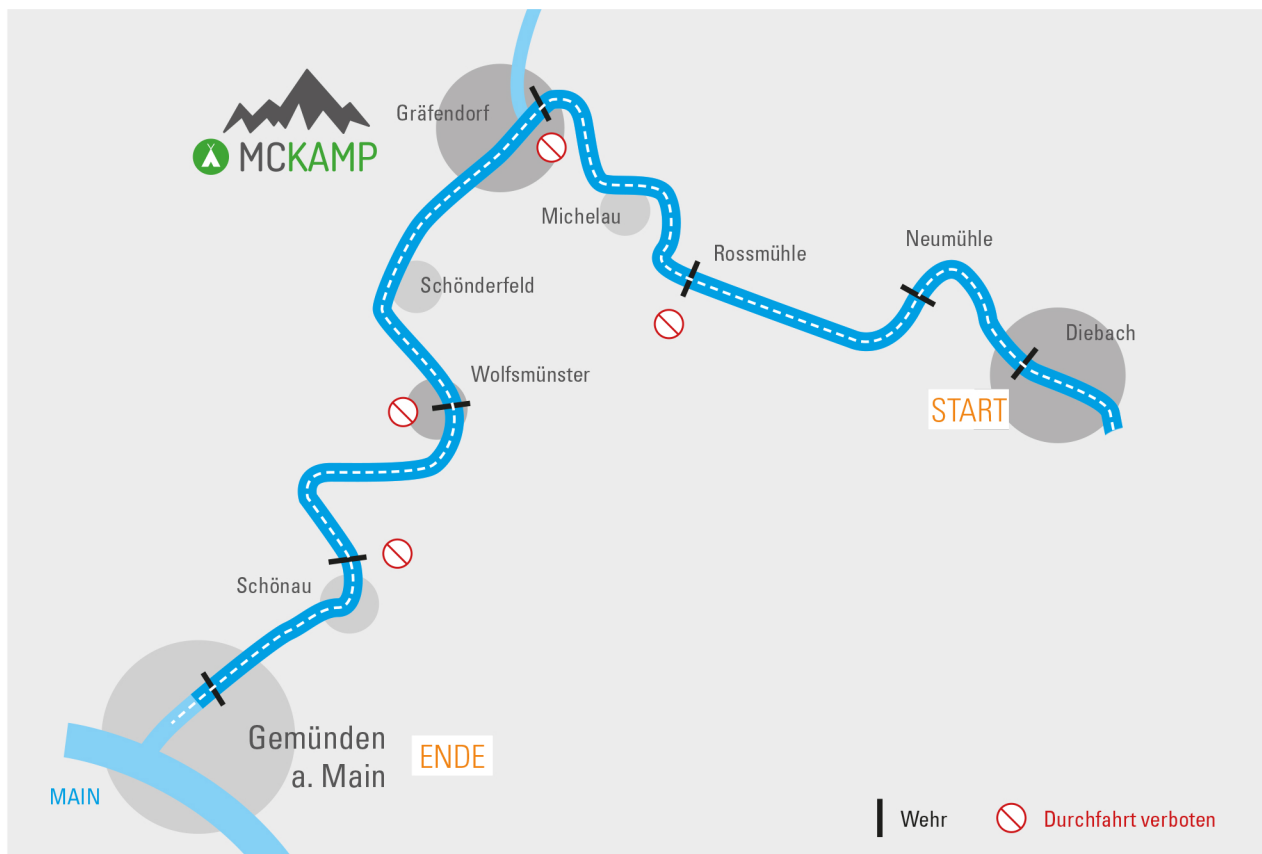 Gräfendorf
MCKAMP
Michelau
Neumühle
Rossmühle
Schönderfeld
Diebach
Wolfsmünster
START
Schönau
Gemünden
a. Main
ENDE
MAIN
Wehr
Durchfahrt verboten